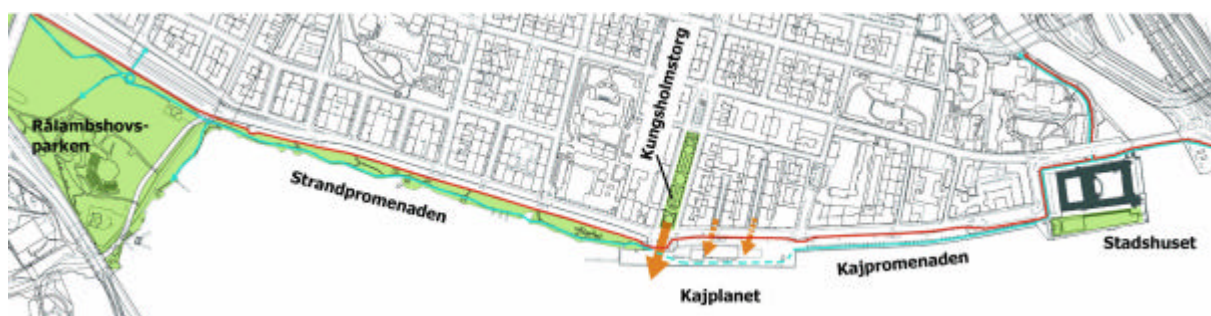 Rålambshovs-
parken
Strandpromenaden
Kungsholmstorg
Kajplanet
Kajpromenaden
Stadshuset